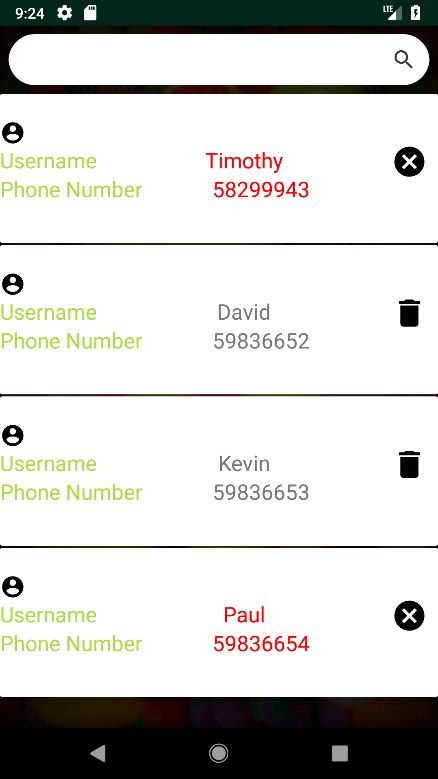 9:24 LTE
Username Timothy
Phone Number 58299943
Username David
Phone Number 59836652
Username Kevin
Phone Number 59836653
Username Paul
Phone Number 59836654